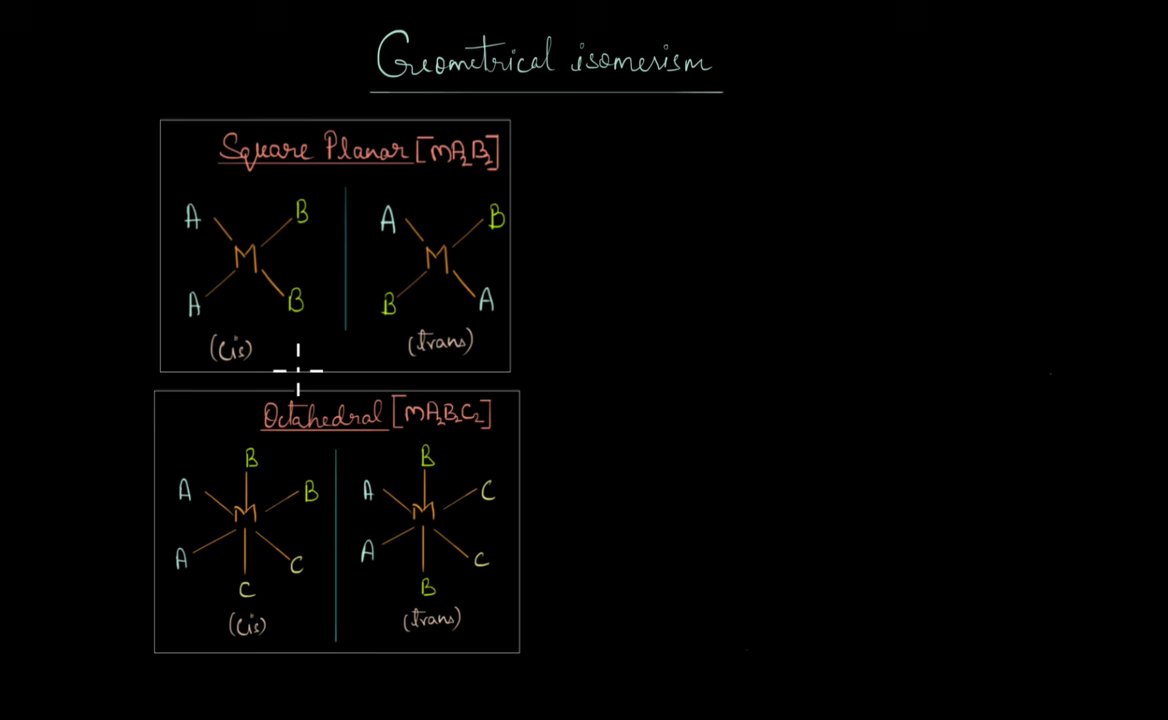 Geometrical isomerism
Square Planar [MA₂B₂]
A B A B
M M
A B B A
(Cis) (trans)
Octahedral [MA₂B₂C₂]
B B
A B A C
M M
A C A C
C B
(Cis) (trans)